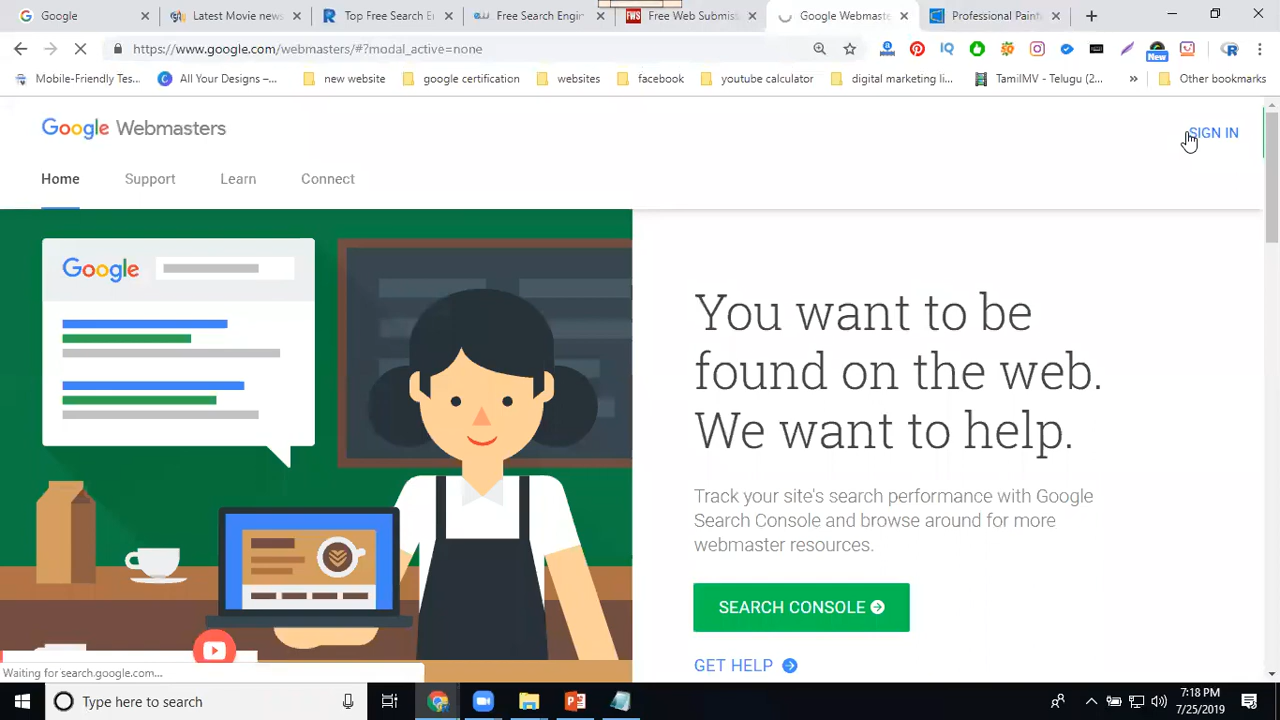 Google
Latest Movie news
Top Free Search E
Free Search Engin
FWS Free Web Submis
Google Webmaste
Professional Paint
https://www.google.com/webmasters/#?modal_active=none
New
Mobile-Friendly Tes...
All Your Designs –...
new website
google certification
websites
facebook
youtube calculator
digital marketing li...
TamilMV - Telugu (2...
Other bookmarks
Google Webmasters
SIGN IN
Home
Support
Learn
Connect
Google
You want to be
found on the web.
We want to help.
Track your site's search performance with Google
Search Console and browse around for more
webmaster resources.
SEARCH CONSOLE
GET HELP
Waiting for search.google.com...
Type here to search
7:18 PM
7/25/2019